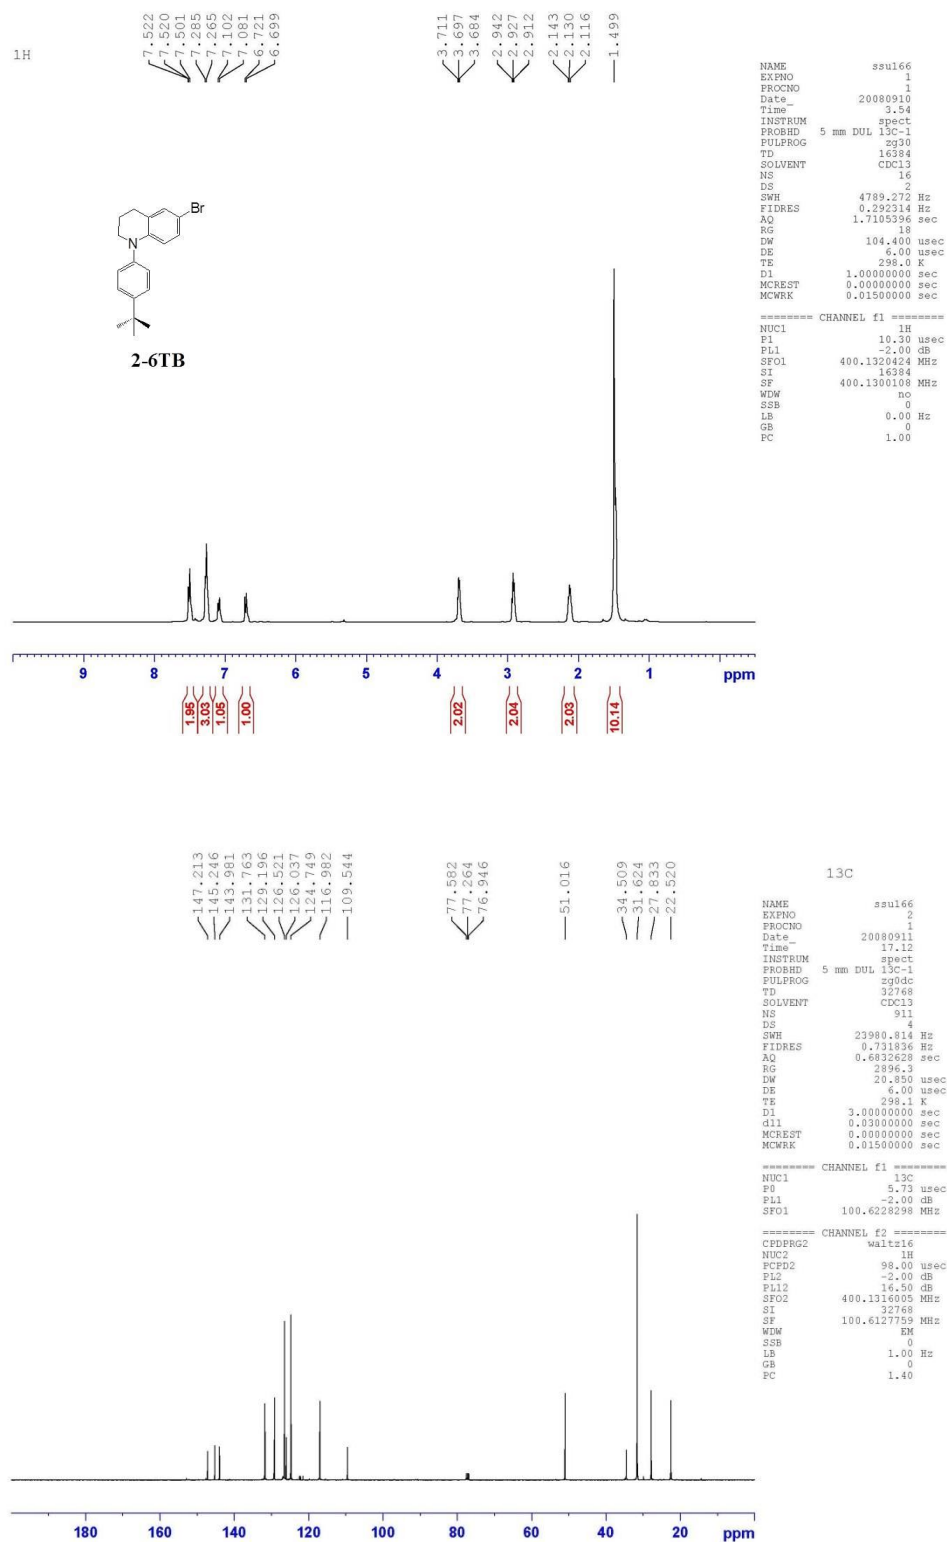 1H
7.522
7.520
7.501
7.285
7.265
7.102
7.081
6.721
6.699
3.711
3.697
3.684
2.942
2.927
2.912
2.143
2.130
2.116
1.499
NAME ssu166
EXPNO 1
PROCNO 1
Date_ 20080910
Time 3.54
INSTRUM spect
PROBHD 5 mm DUL 13C-1
PULPROG zg30
TD 16384
SOLVENT CDCl3
NS 16
DS 2
SWH 4789.272 Hz
FIDRES 0.292314 Hz
AQ 1.7105396 sec
RG 18
DW 104.400 usec
DE 6.00 usec
TE 298.0 K
D1 1.00000000 sec
MCREST 0.00000000 sec
MCWRK 0.01500000 sec
======== CHANNEL f1 ========
NUC1 1H
P1 10.30 usec
PL1 -2.00 dB
SFO1 400.1320424 MHz
SI 16384
SF 400.1300108 MHz
WDW no
SSB 0
LB 0.00 Hz
GB 0
PC 1.00
Br
N
2-6TB
9 8 7 6 5 4 3 2 1 ppm
1.95
3.03
1.05
1.00
2.02
2.04
2.03
10.14
147.213
145.246
143.981
131.763
129.196
126.521
126.037
124.749
116.982
109.544
77.582
77.264
76.946
51.016
34.509
31.624
27.833
22.520
13C
NAME ssu166
EXPNO 2
PROCNO 1
Date_ 20080911
Time 17.12
INSTRUM spect
PROBHD 5 mm DUL 13C-1
PULPROG zg0dc
TD 32768
SOLVENT CDCl3
NS 911
DS 4
SWH 23980.814 Hz
FIDRES 0.731836 Hz
AQ 0.6832628 sec
RG 2896.3
DW 20.850 usec
DE 6.00 usec
TE 298.1 K
D1 3.00000000 sec
d11 0.03000000 sec
MCREST 0.00000000 sec
MCWRK 0.01500000 sec
======== CHANNEL f1 ========
NUC1 13C
P0 5.73 usec
PL1 -2.00 dB
SFO1 100.6228298 MHz
======== CHANNEL f2 ========
CPDPRG2 waltz16
NUC2 1H
PCPD2 98.00 usec
PL2 -2.00 dB
PL12 16.50 dB
SFO2 400.1316005 MHz
SI 32768
SF 100.6127759 MHz
WDW EM
SSB 0
LB 1.00 Hz
GB 0
PC 1.40
180 160 140 120 100 80 60 40 20 ppm